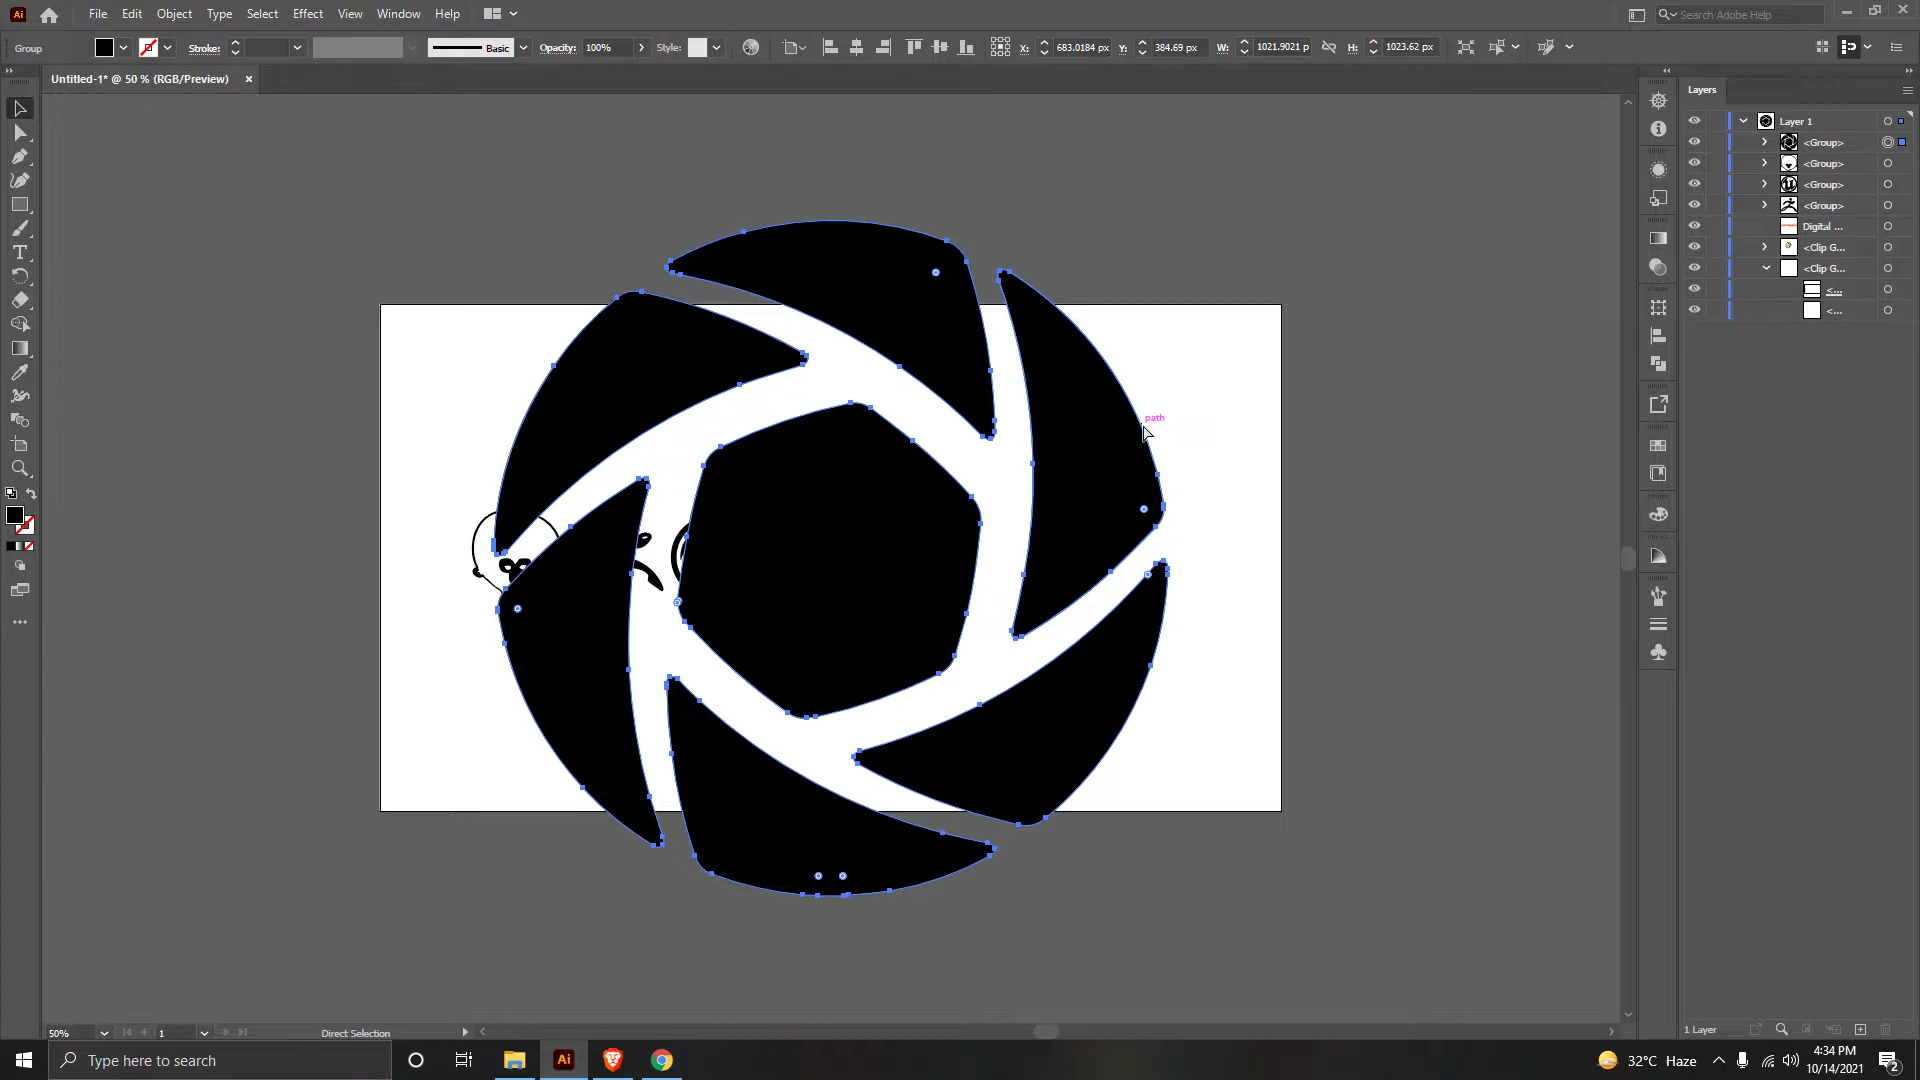 Ai File Edit Object Type Select Effect View Window Help Search Adobe Help
Group Stroke: Basic Opacity: 100% Style: X: 683.0184 px Y: 384.69 px W: 1021.9021 p H: 1023.62 px
Untitled-1* @ 50 % (RGB/Preview)
Layers
Layer 1
<Group>
<Group>
<Group>
<Group>
Digital ...
<Clip G...
<Clip G...
<...
<...
path
50% 1 Direct Selection
1 Layer
Type here to search
Ai
32°C Haze
4:34 PM
10/14/2021
2